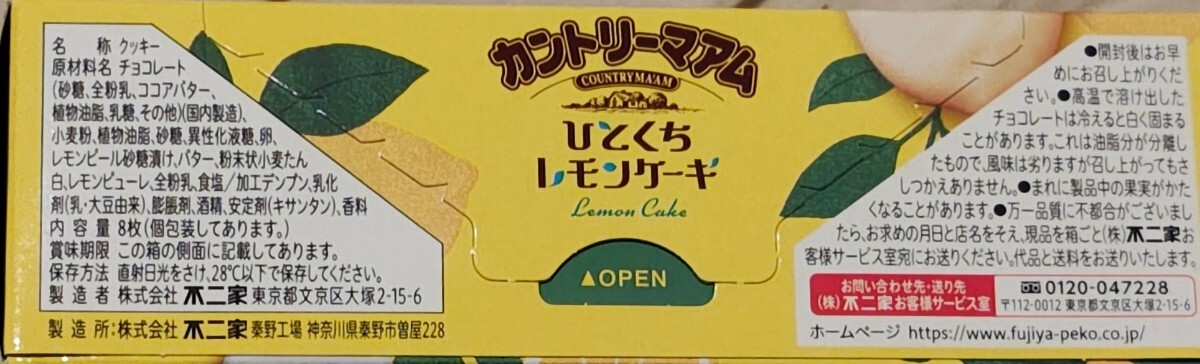 名 称 クッキー
原材料名 チョコレート
(砂糖、全粉乳、ココアバター、
植物油脂、乳糖、その他)(国内製造)、
小麦粉、植物油脂、砂糖、異性化液糖、卵、
レモンピール砂糖漬け、バター、粉末状小麦たん
白、レモンピューレ、全粉乳、食塩/加工デンプン、乳化
剤(乳・大豆由来)、膨脹剤、酒精、安定剤(キサンタン)、香料
内 容 量 8枚(個包装してあります。)
賞味期限 この箱の側面に記載してあります。
保存方法 直射日光をさけ、28℃以下で保存してください。
製 造 者 株式会社 不二家 東京都文京区大塚2-15-6
製 造 所:株式会社 不二家 秦野工場 神奈川県秦野市曽屋228
カントリーマアム
COUNTRY MA'AM
ひとくち
レモンケーキ
Lemon Cake
▲OPEN
●開封後はお早
めにお召し上がりくだ
さい。●高温で溶け出した
チョコレートは冷えると白く固まる
ことがあります。これは油脂分が分離し
たもので、風味は劣りますが召し上がってもさ
しつかえありません。●まれに製品中の果実がかた
くなることがあります。●万一品質に不都合がございまし
たら、お求めの月日と店名をそえ、現品を箱ごと(株)不二家お
客様サービス室宛にお送りください。代品と送料をお送りいたします。
お問い合わせ先・送り先
(株)不二家お客様サービス室
0120-047228
〒112-0012 東京都文京区大塚2-15-6
ホームページ https://www.fujiya-peko.co.jp/